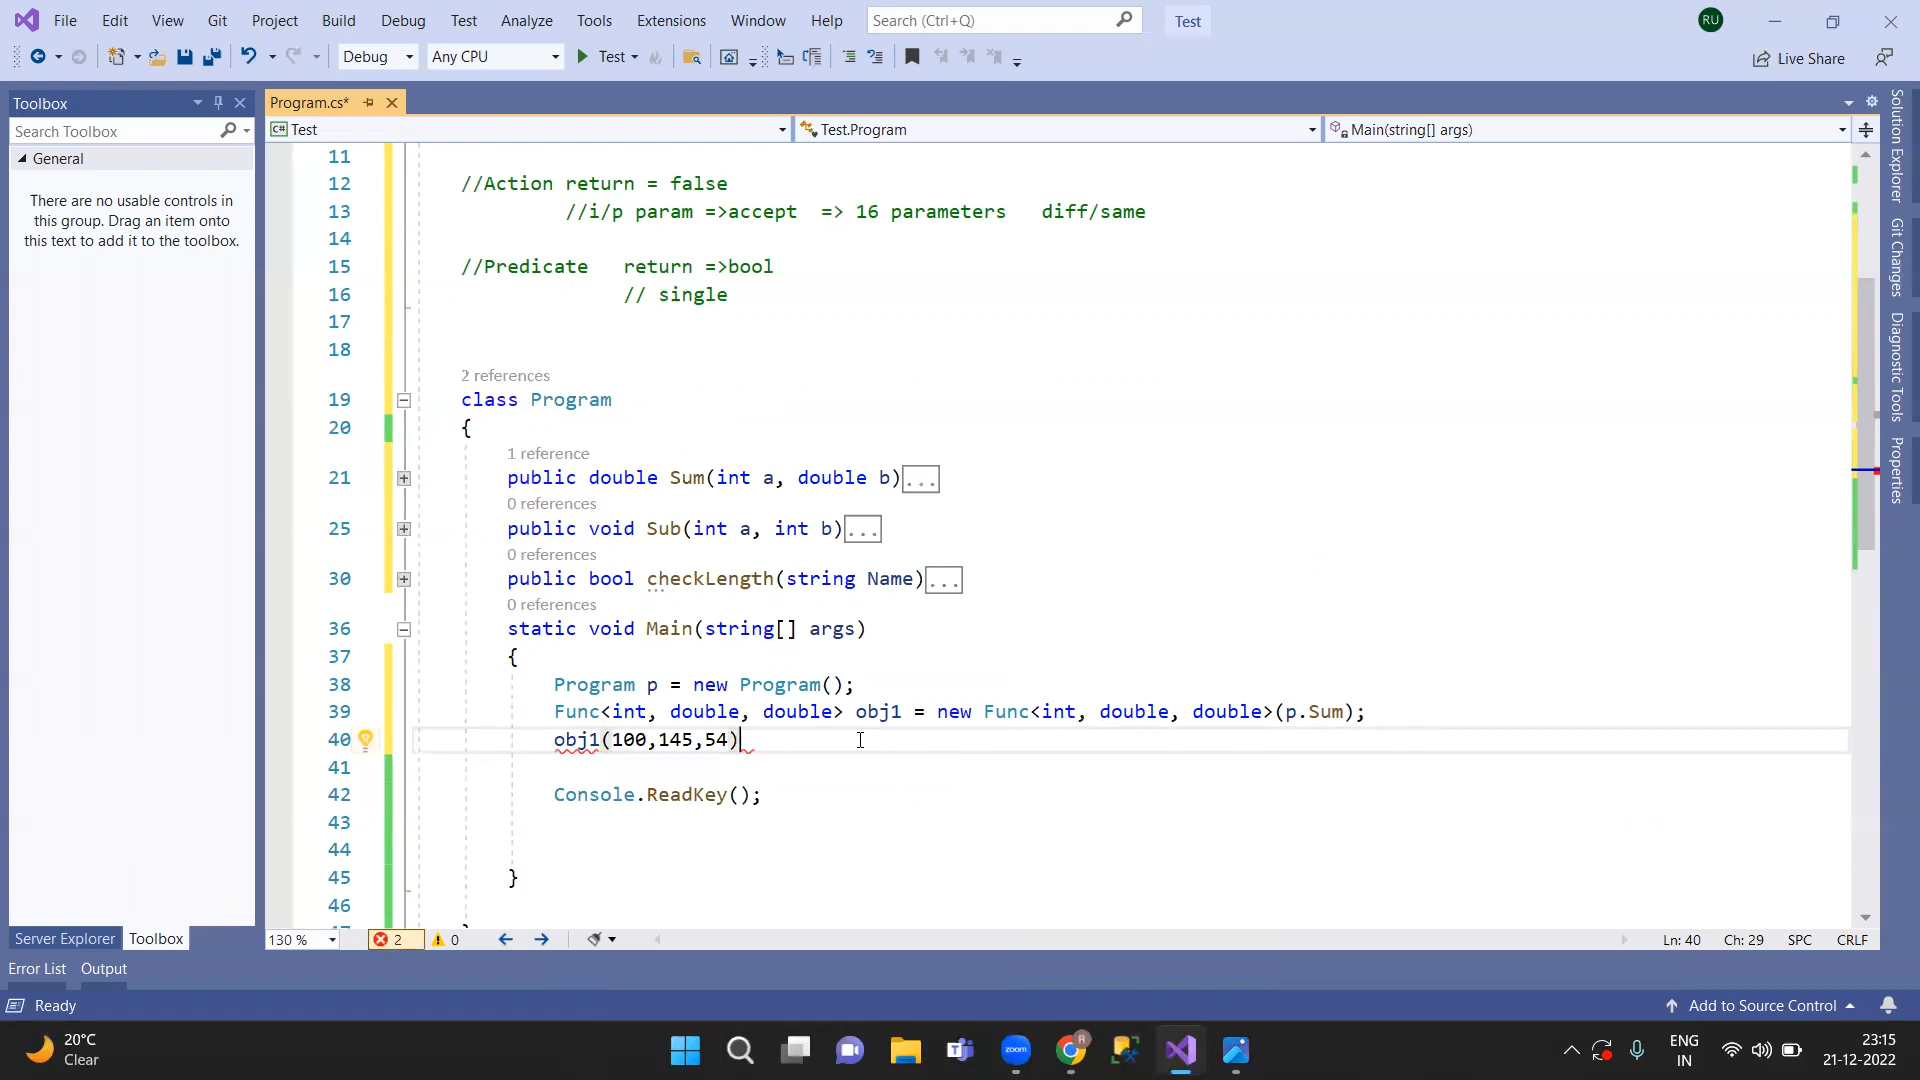 File Edit View Git Project Build Debug Test Analyze Tools Extensions Window Help Search (Ctrl+Q) Test RU
Debug Any CPU Test Live Share
Toolbox
Search Toolbox
General
There are no usable controls in
this group. Drag an item onto
this text to add it to the toolbox.
Server Explorer Toolbox
Program.cs*
C# Test Test.Program Main(string[] args)
11
12 //Action return = false
13 //i/p param =>accept => 16 parameters diff/same
14
15 //Predicate return =>bool
16 // single
17
18
2 references
19 class Program
20 {
1 reference
21 public double Sum(int a, double b)...
0 references
25 public void Sub(int a, int b)...
0 references
30 public bool checkLength(string Name)...
0 references
36 static void Main(string[] args)
37 {
38 Program p = new Program();
39 Func<int, double, double> obj1 = new Func<int, double, double>(p.Sum);
40 obj1(100,145,54)
41
42 Console.ReadKey();
43
44
45 }
46
130 % 2 0 Ln: 40 Ch: 29 SPC CRLF
Solution Explorer
Git Changes
Diagnostic Tools
Properties
Error List Output
Ready Add to Source Control
20°C
Clear
zoom
R
ENG
IN
23:15
21-12-2022